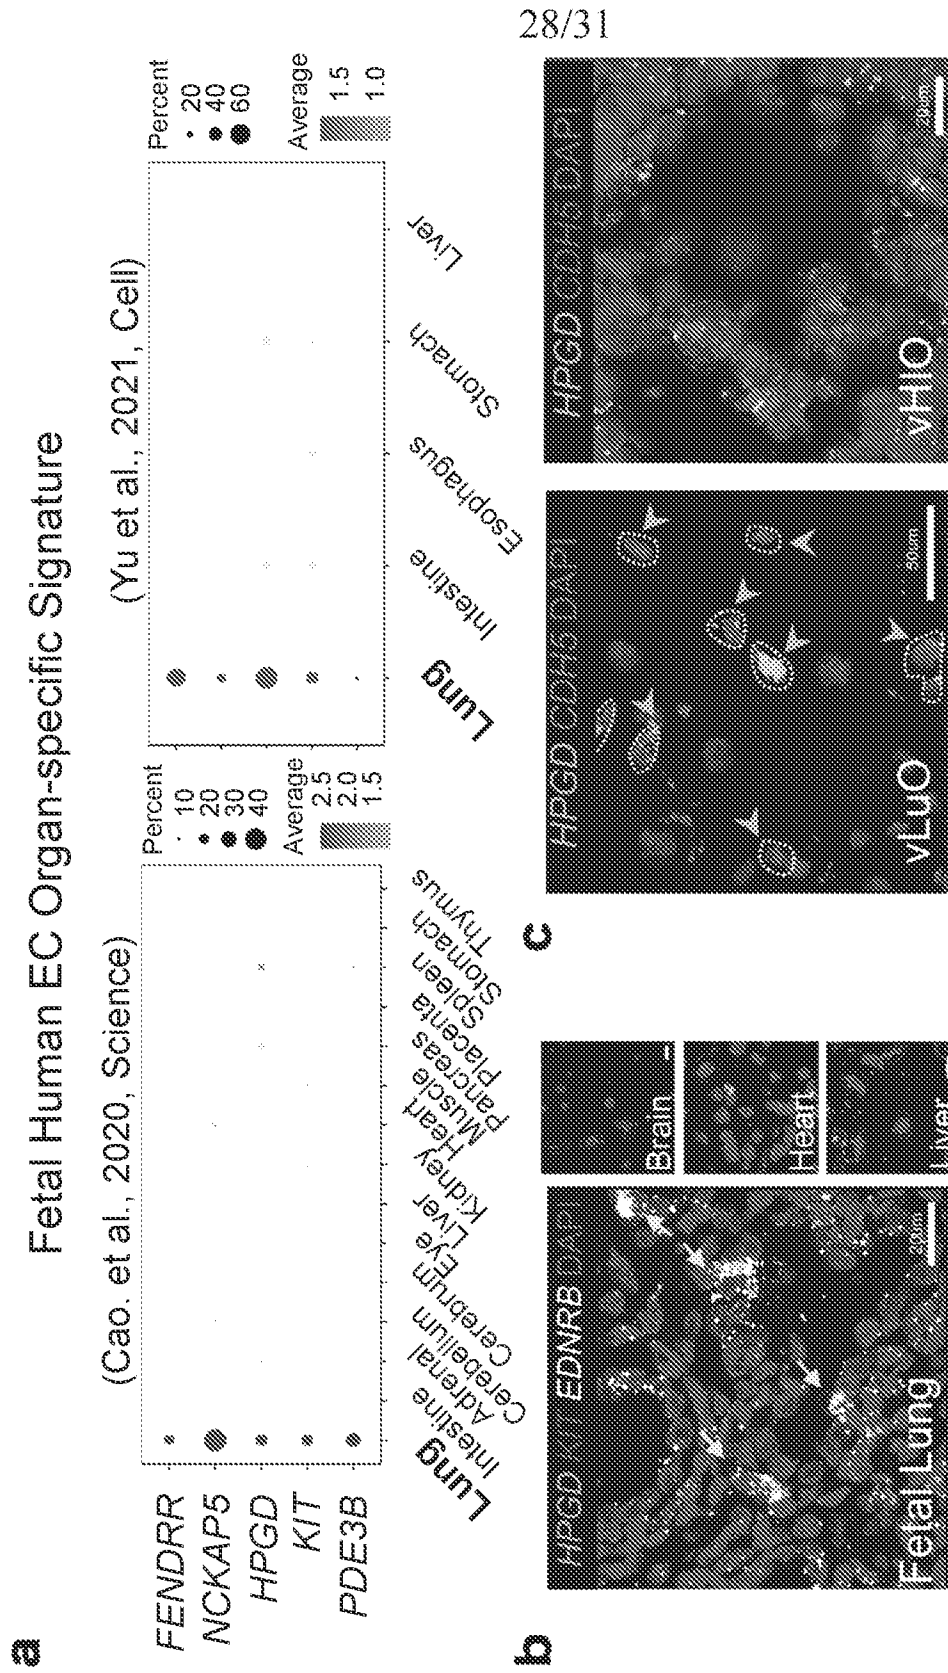 28/31
a
Fetal Human EC Organ-specific Signature
(Cao. et al., 2020, Science)
(Yu et al., 2021, Cell)
FENDRR
NCKAP5
HPGD
KIT
PDE3B
Lung
Intestine
Adrenal
Cerebellum
Cerebrum
Eye
Liver
Kidney
Heart
Muscle
Pancreas
Placenta
Spleen
Stomach
Thymus
Percent
10
20
30
40
Average
2.5
2.0
1.5
Lung
Intestine
Esophagus
Stomach
Liver
Percent
20
40
60
Average
1.5
1.0
b
HPGD KIT EDNRB DAPI
Fetal Lung
30um
Brain
Heart
Liver
c
HPGD CDH5 DAPI
vLuO
HPGD CDH5 DAPI
vHIO